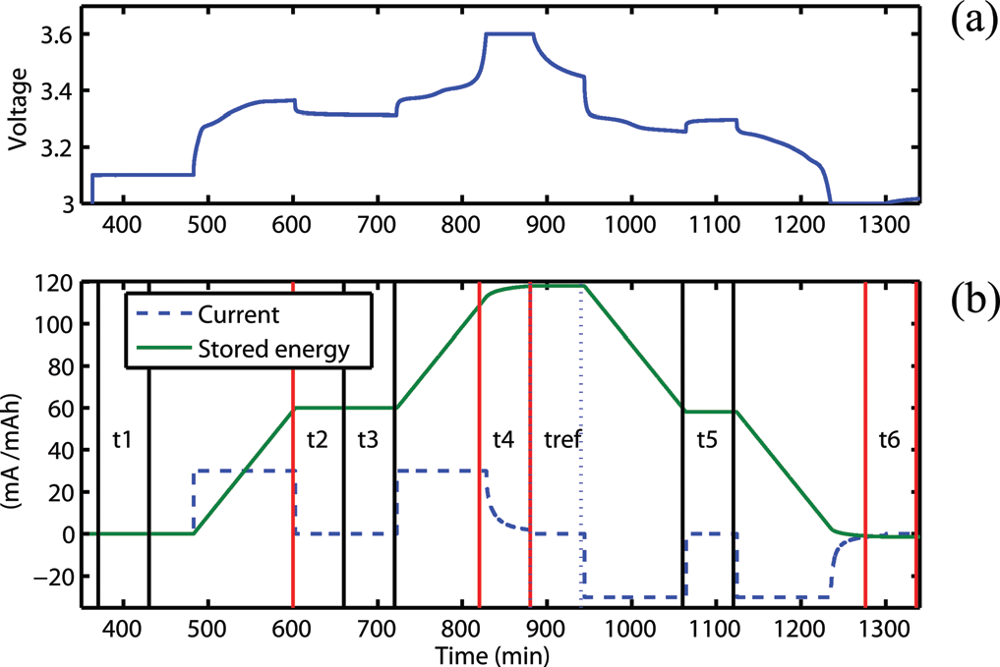 (a)
Voltage
3.6
3.4
3.2
3
400 500 600 700 800 900 1000 1100 1200 1300
(b)
(mA /mAh)
120
100
80
60
40
20
0
−20
Current
Stored energy
t1 t2 t3 t4 tref t5 t6
400 500 600 700 800 900 1000 1100 1200 1300
Time (min)